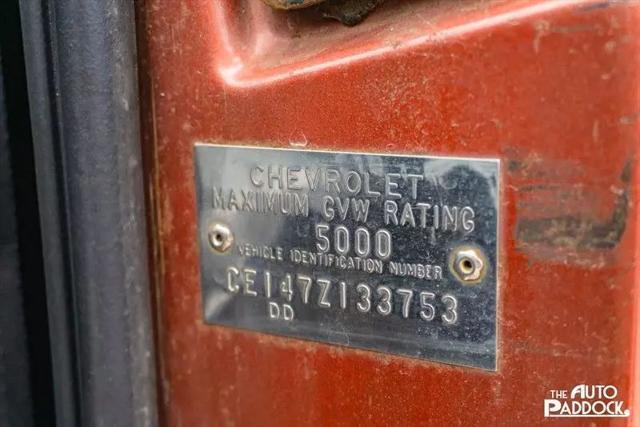 CHEVROLET
MAXIMUM GVW RATING
5000
VEHICLE IDENTIFICATION NUMBER
CE147Z133753
DD
THE AUTO
PADDOCK.